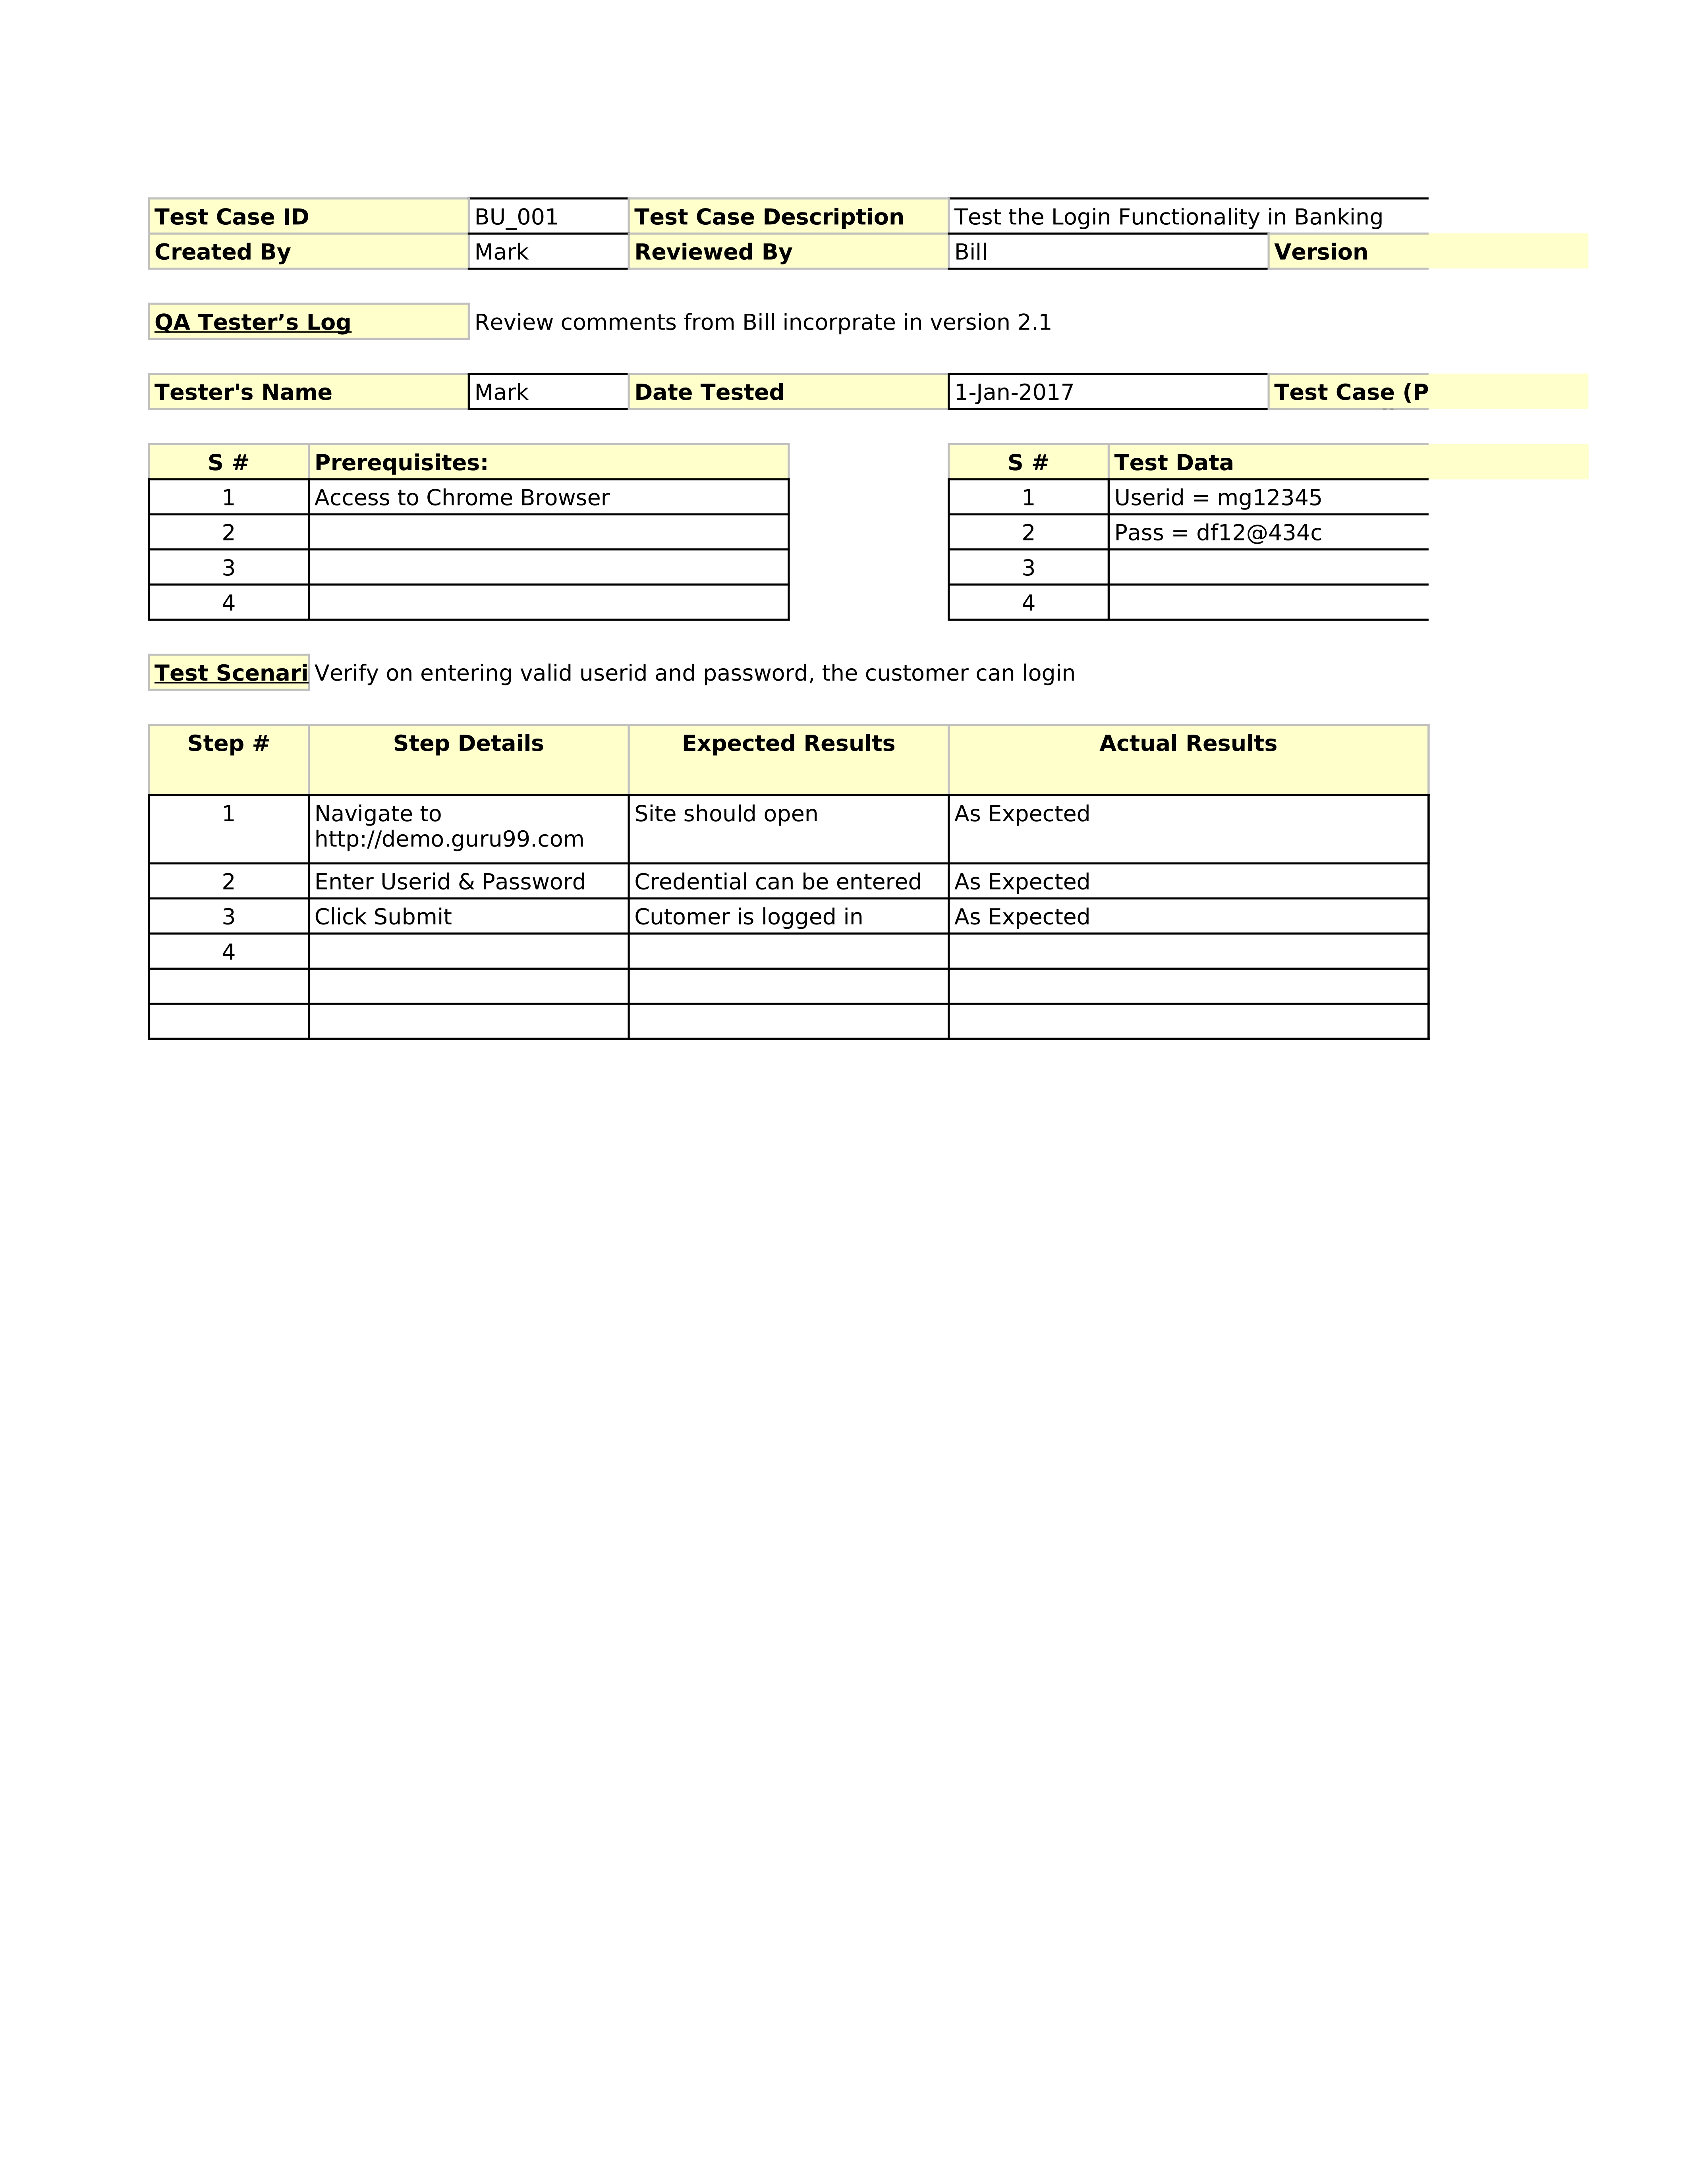 Test Case ID BU_001 Test Case Description Test the Login Functionality in Banking
Created By Mark Reviewed By Bill Version
QA Tester’s Log Review comments from Bill incorprate in version 2.1
Tester's Name Mark Date Tested 1-Jan-2017 Test Case (P
S # Prerequisites: S # Test Data
1 Access to Chrome Browser 1 Userid = mg12345
2 2 Pass = df12@434c
3 3
4 4
Test Scenari Verify on entering valid userid and password, the customer can login
Step # Step Details Expected Results Actual Results
1 Navigate to Site should open As Expected
http://demo.guru99.com
2 Enter Userid & Password Credential can be entered As Expected
3 Click Submit Cutomer is logged in As Expected
4